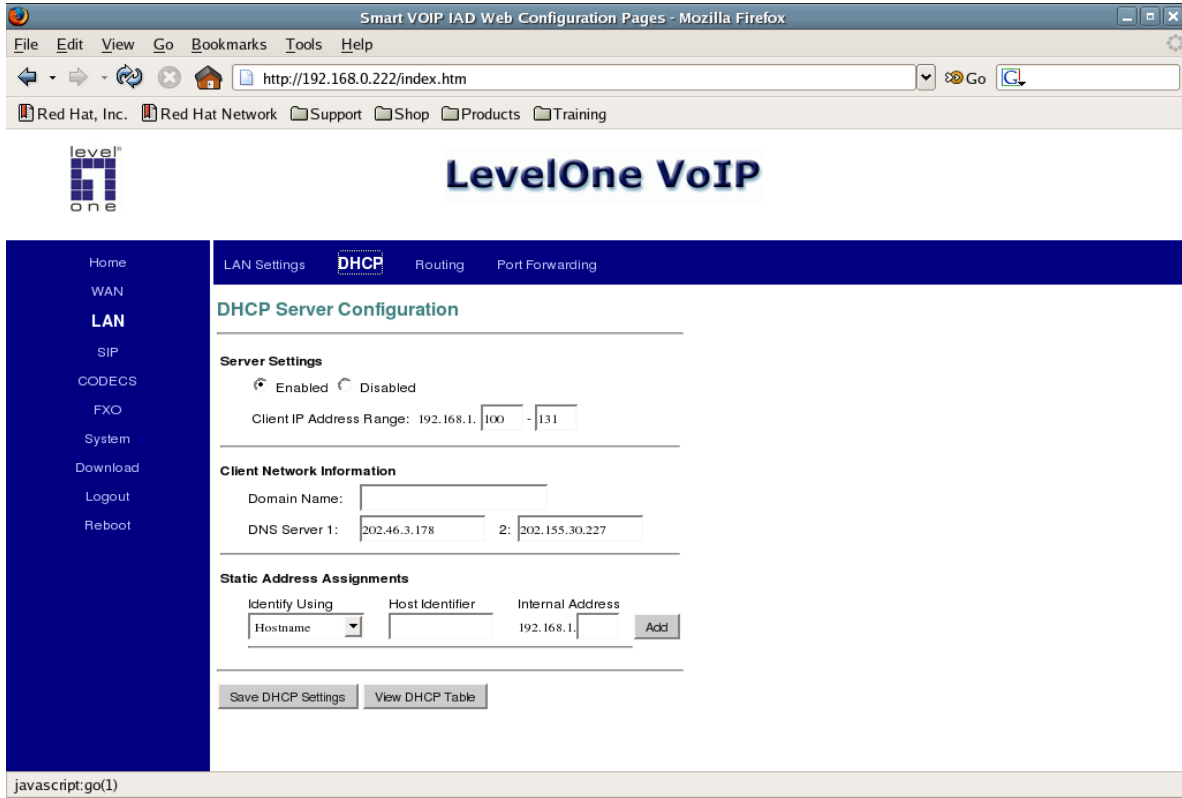 Smart VOIP IAD Web Configuration Pages - Mozilla Firefox
File Edit View Go Bookmarks Tools Help
http://192.168.0.222/index.htm Go G
Red Hat, Inc. Red Hat Network Support Shop Products Training
level one
LevelOne VoIP
Home
WAN
LAN
SIP
CODECS
FXO
System
Download
Logout
Reboot
LAN Settings DHCP Routing Port Forwarding
DHCP Server Configuration
Server Settings
Enabled Disabled
Client IP Address Range: 192.168.1. 100 - 131
Client Network Information
Domain Name:
DNS Server 1: 202.46.3.178 2: 202.155.30.227
Static Address Assignments
Identify Using Host Identifier Internal Address
Hostname 192.168.1. Add
Save DHCP Settings View DHCP Table
javascript:go(1)